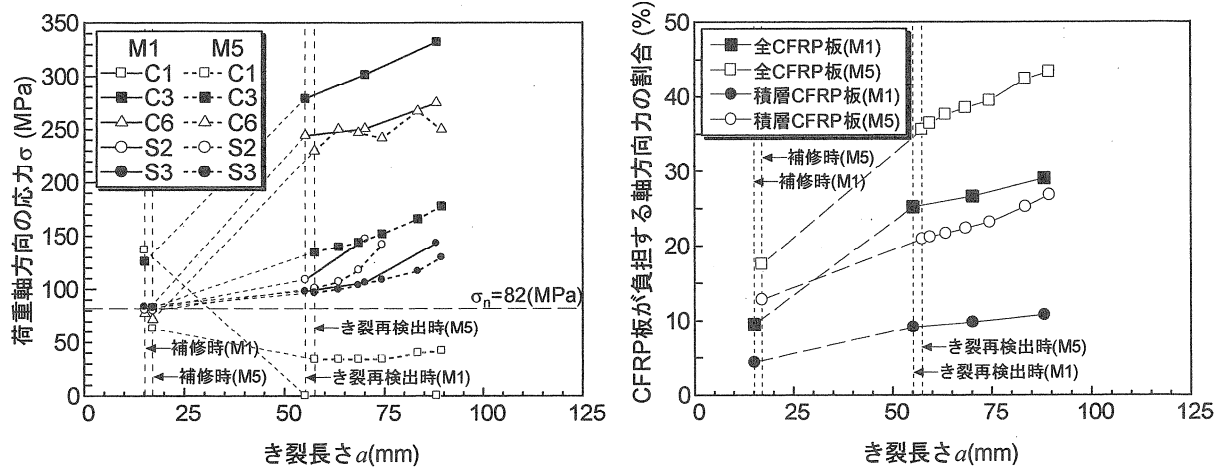 荷重軸方向の応力σ (MPa)
350
300
250
200
150
100
50
0
M1 M5
C1 C1
C3 C3
C6 C6
S2 S2
S3 S3
σn=82(MPa)
き裂再検出時(M5)
補修時(M1)
補修時(M5)
き裂再検出時(M1)
0 25 50 75 100 125
き裂長さa(mm)
CFRP板が負担する軸方向力の割合 (%)
50
40
30
20
10
0
全CFRP板(M1)
全CFRP板(M5)
積層CFRP板(M1)
積層CFRP板(M5)
補修時(M5)
補修時(M1)
き裂再検出時(M5)
き裂再検出時(M1)
0 25 50 75 100 125
き裂長さa(mm)